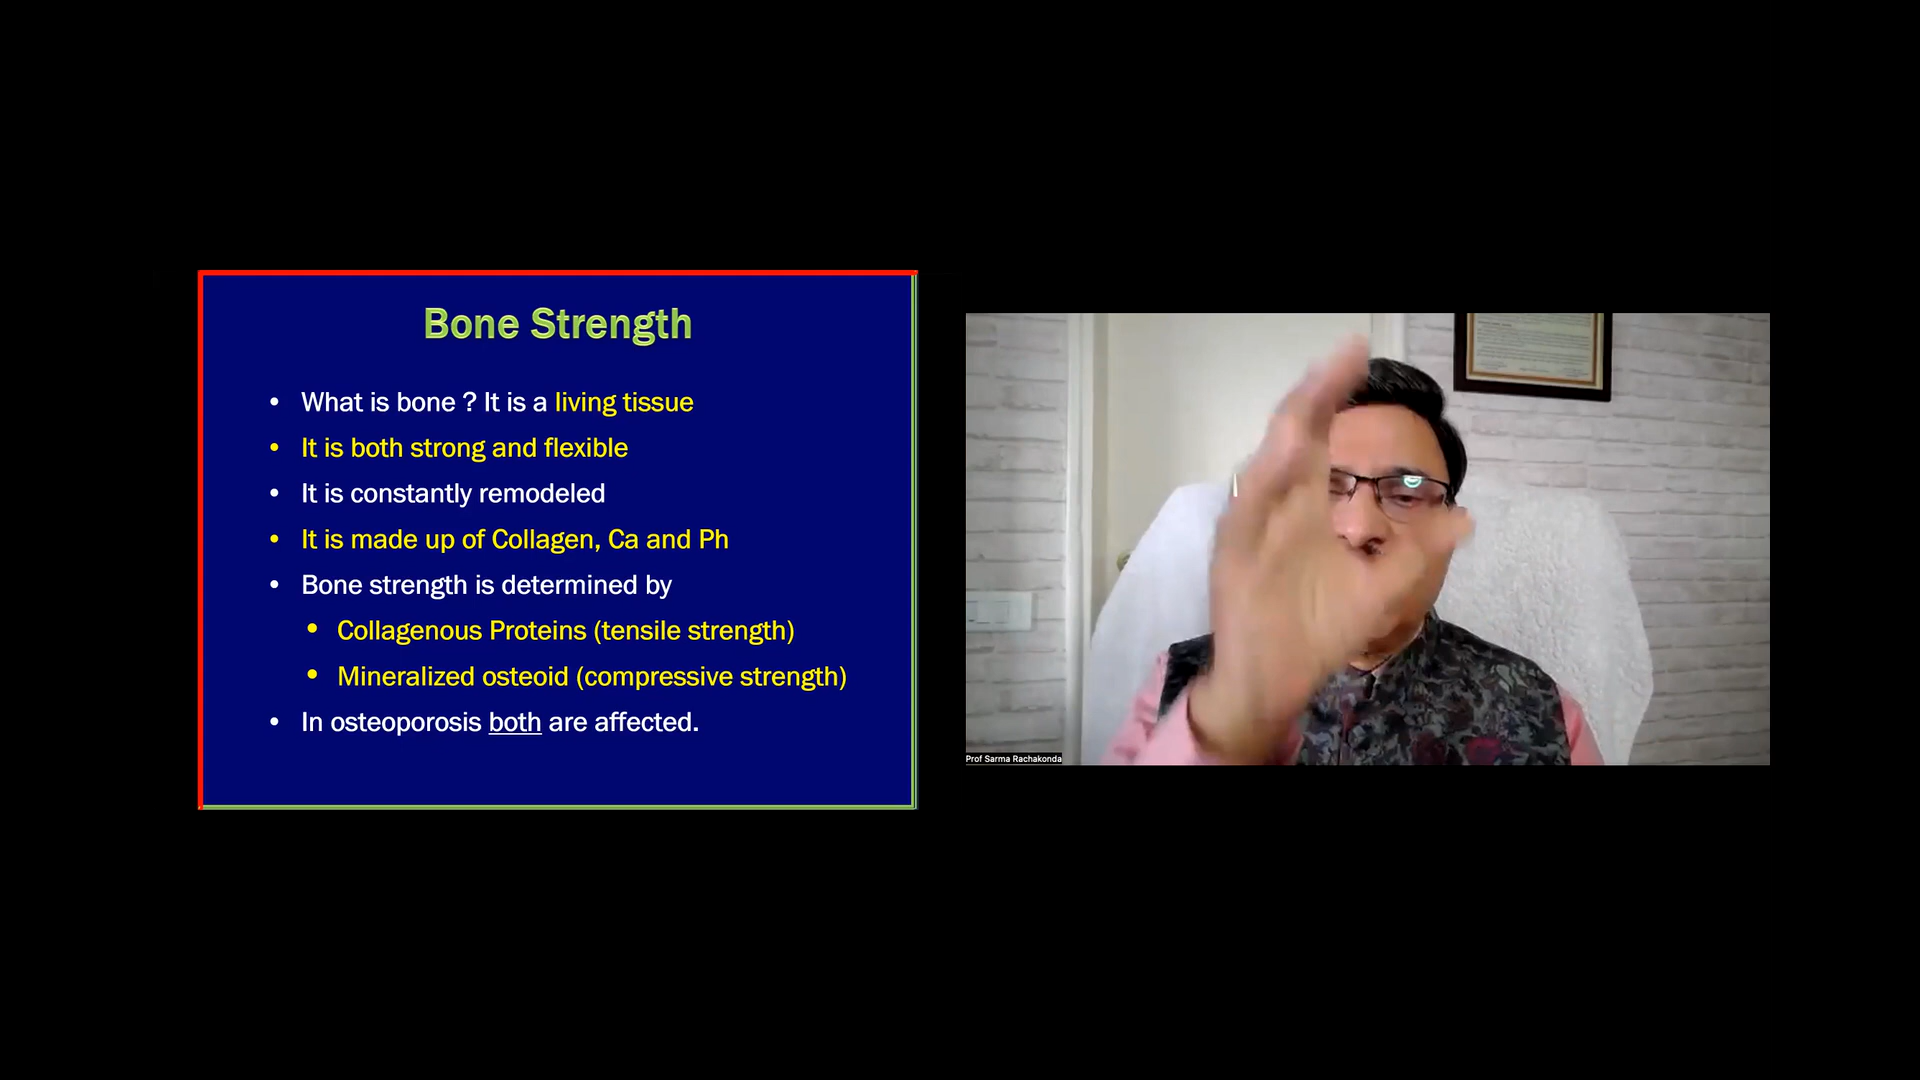 Bone Strength
• What is bone ? It is a living tissue
• It is both strong and flexible
• It is constantly remodeled
• It is made up of Collagen, Ca and Ph
• Bone strength is determined by
• Collagenous Proteins (tensile strength)
• Mineralized osteoid (compressive strength)
• In osteoporosis both are affected.
Prof Sarma Rachakonda